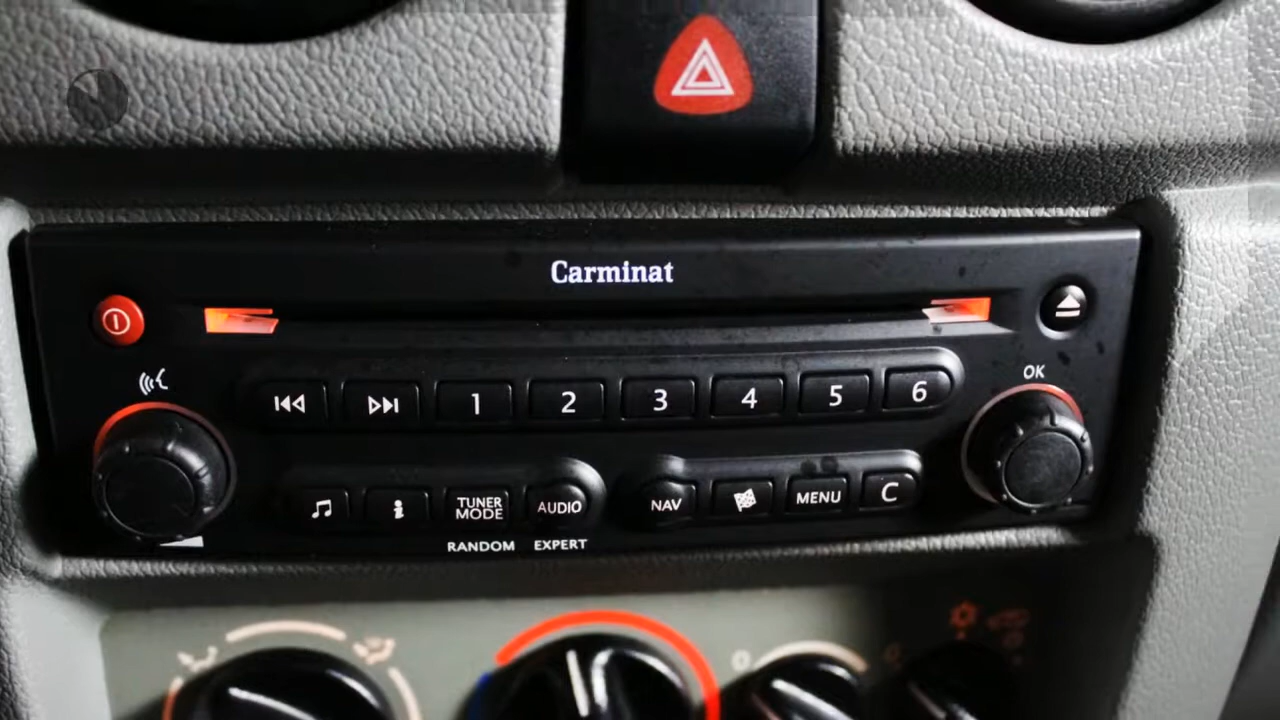 Carminat
OK
1 2 3 4 5 6
TUNER
MODE
AUDIO
NAV
MENU
C
RANDOM
EXPERT